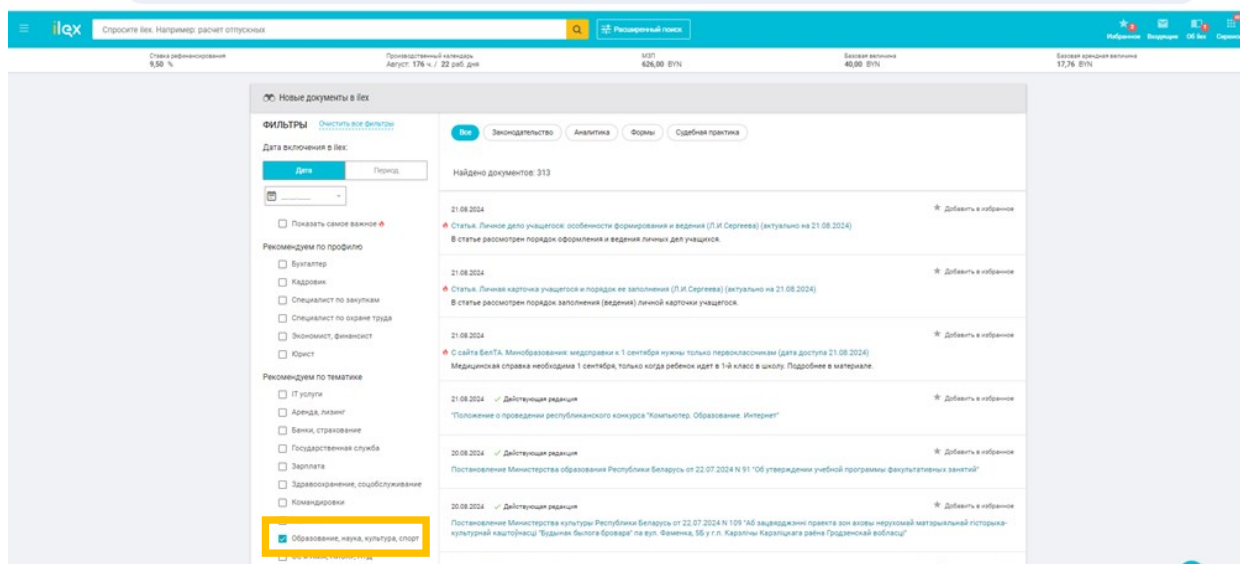 ilex
Спросите ilex. Например: расчет отпускных
Расширенный поиск
Избранное
Входящие
Об ilex
Ставка рефинансирования
9,50 %
Производственный календарь
Август: 176 ч. / 22 раб. дня
МЗП
626,00 BYN
Базовая величина
40,00 BYN
Базовая арендная величина
17,76 BYN
Новые документы в ilex
ФИЛЬТРЫ Очистить все фильтры
Дата включения в ilex:
Дата Период
Показать самое важное
Рекомендуем по профилю
Бухгалтер
Кадровик
Специалист по закупкам
Специалист по охране труда
Экономист, финансист
Юрист
Рекомендуем по тематике
IT услуги
Аренда, лизинг
Банки, страхование
Государственная служба
Зарплата
Здравоохранение, соцобслуживание
Командировки
Образование, наука, культура, спорт
Все Законодательство Аналитика Формы Судебная практика
Найдено документов: 313
21.08.2024 Добавить в избранное
Статья. Личное дело учащегося: особенности формирования и ведения (Л.И.Сергеева) (актуально на 21.08.2024)
В статье рассмотрен порядок оформления и ведения личных дел учащихся.
21.08.2024 Добавить в избранное
Статья. Личная карточка учащегося и порядок ее заполнения (Л.И.Сергеева) (актуально на 21.08.2024)
В статье рассмотрен порядок заполнения (ведения) личной карточки учащегося.
21.08.2024 Добавить в избранное
С сайта БелТА. Минобразования: медсправки к 1 сентября нужны только первоклассникам (дата доступа 21.08.2024)
Медицинская справка необходима 1 сентября, только когда ребенок идет в 1-й класс в школу. Подробнее в материале.
21.08.2024 Действующая редакция Добавить в избранное
"Положение о проведении республиканского конкурса "Компьютер. Образование. Интернет"
20.08.2024 Действующая редакция Добавить в избранное
Постановление Министерства образования Республики Беларусь от 22.07.2024 N 91 "Об утверждении учебной программы факультативных занятий"
20.08.2024 Действующая редакция Добавить в избранное
Постановление Министерства культуры Республики Беларусь от 22.07.2024 N 109 "Аб зацвярджэнні праекта зон аховы нерухомай матэрыяльнай гісторыка-
культурнай каштоўнасці "Будынак былога бровара" па вул. Фаменка, 5Б у г.п. Карэлічы Карэліцкага раёна Гродзенскай вобласці"